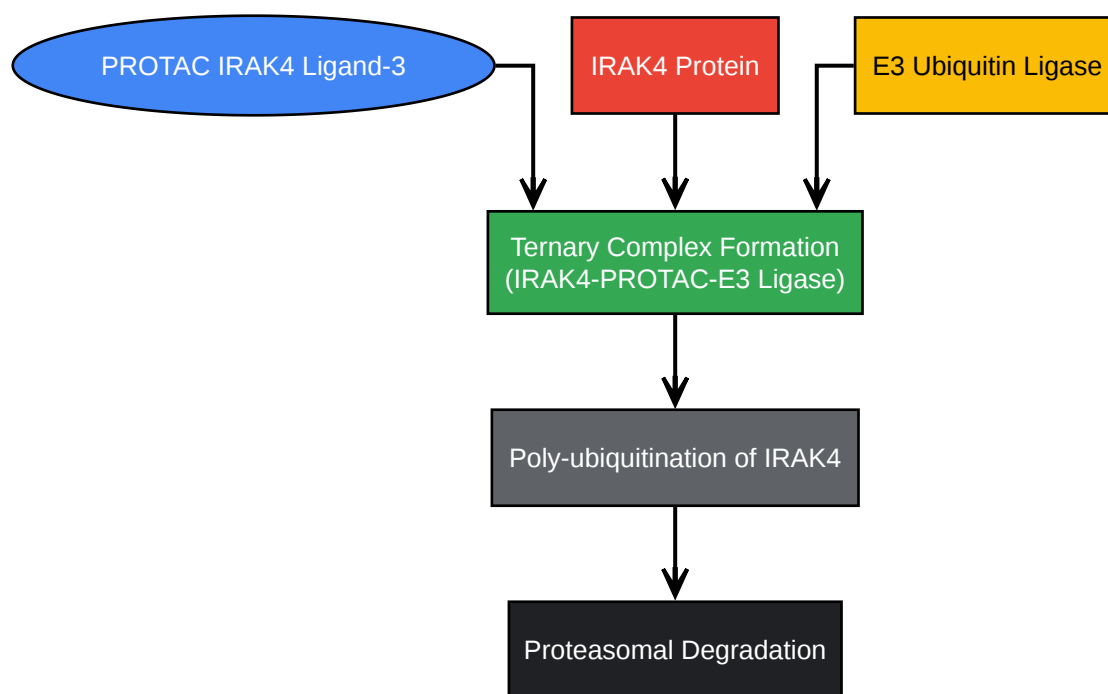 PROTAC IRAK4 Ligand-3
IRAK4 Protein
E3 Ubiquitin Ligase
Ternary Complex Formation
(IRAK4-PROTAC-E3 Ligase)
Poly-ubiquitination of IRAK4
Proteasomal Degradation